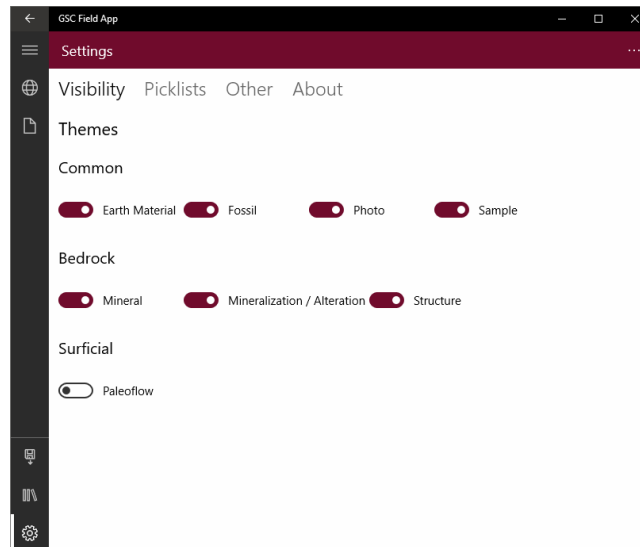 GSC Field App
Settings
Visibility Picklists Other About
Themes
Common
Earth Material Fossil Photo Sample
Bedrock
Mineral Mineralization / Alteration Structure
Surficial
Paleoflow